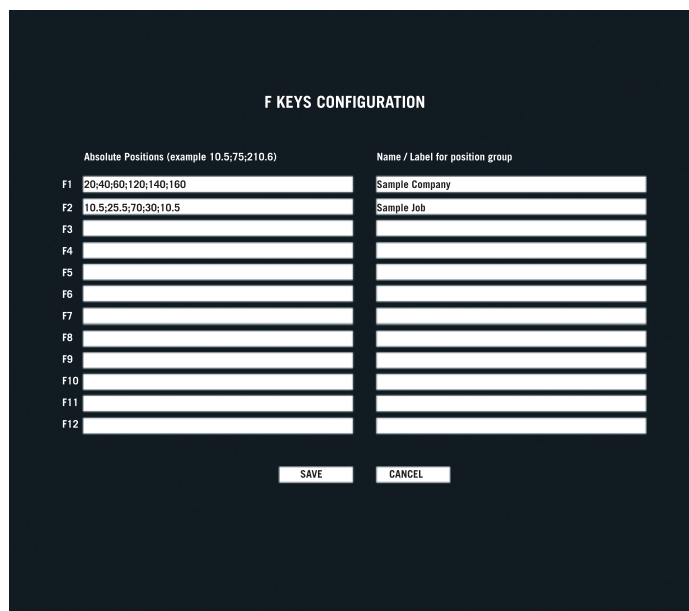 F KEYS CONFIGURATION
Absolute Positions (example 10.5;75;210.6) Name / Label for position group
F1 20;40;60;120;140;160 Sample Company
F2 10.5;25.5;70;30;10.5 Sample Job
F3
F4
F5
F6
F7
F8
F9
F10
F11
F12
SAVE CANCEL